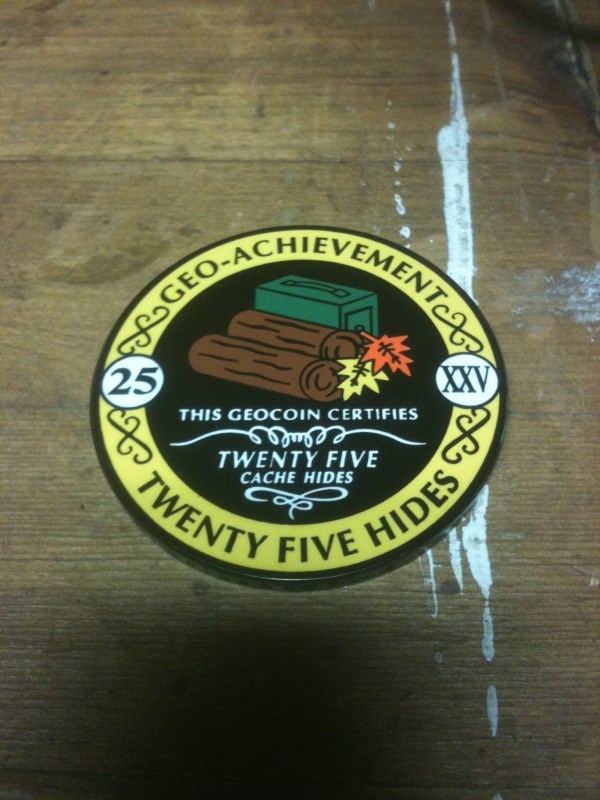 GEO-ACHIEVEMENT
25
XXV
THIS GEOCOIN CERTIFIES
TWENTY FIVE
CACHE HIDES
TWENTY FIVE HIDES